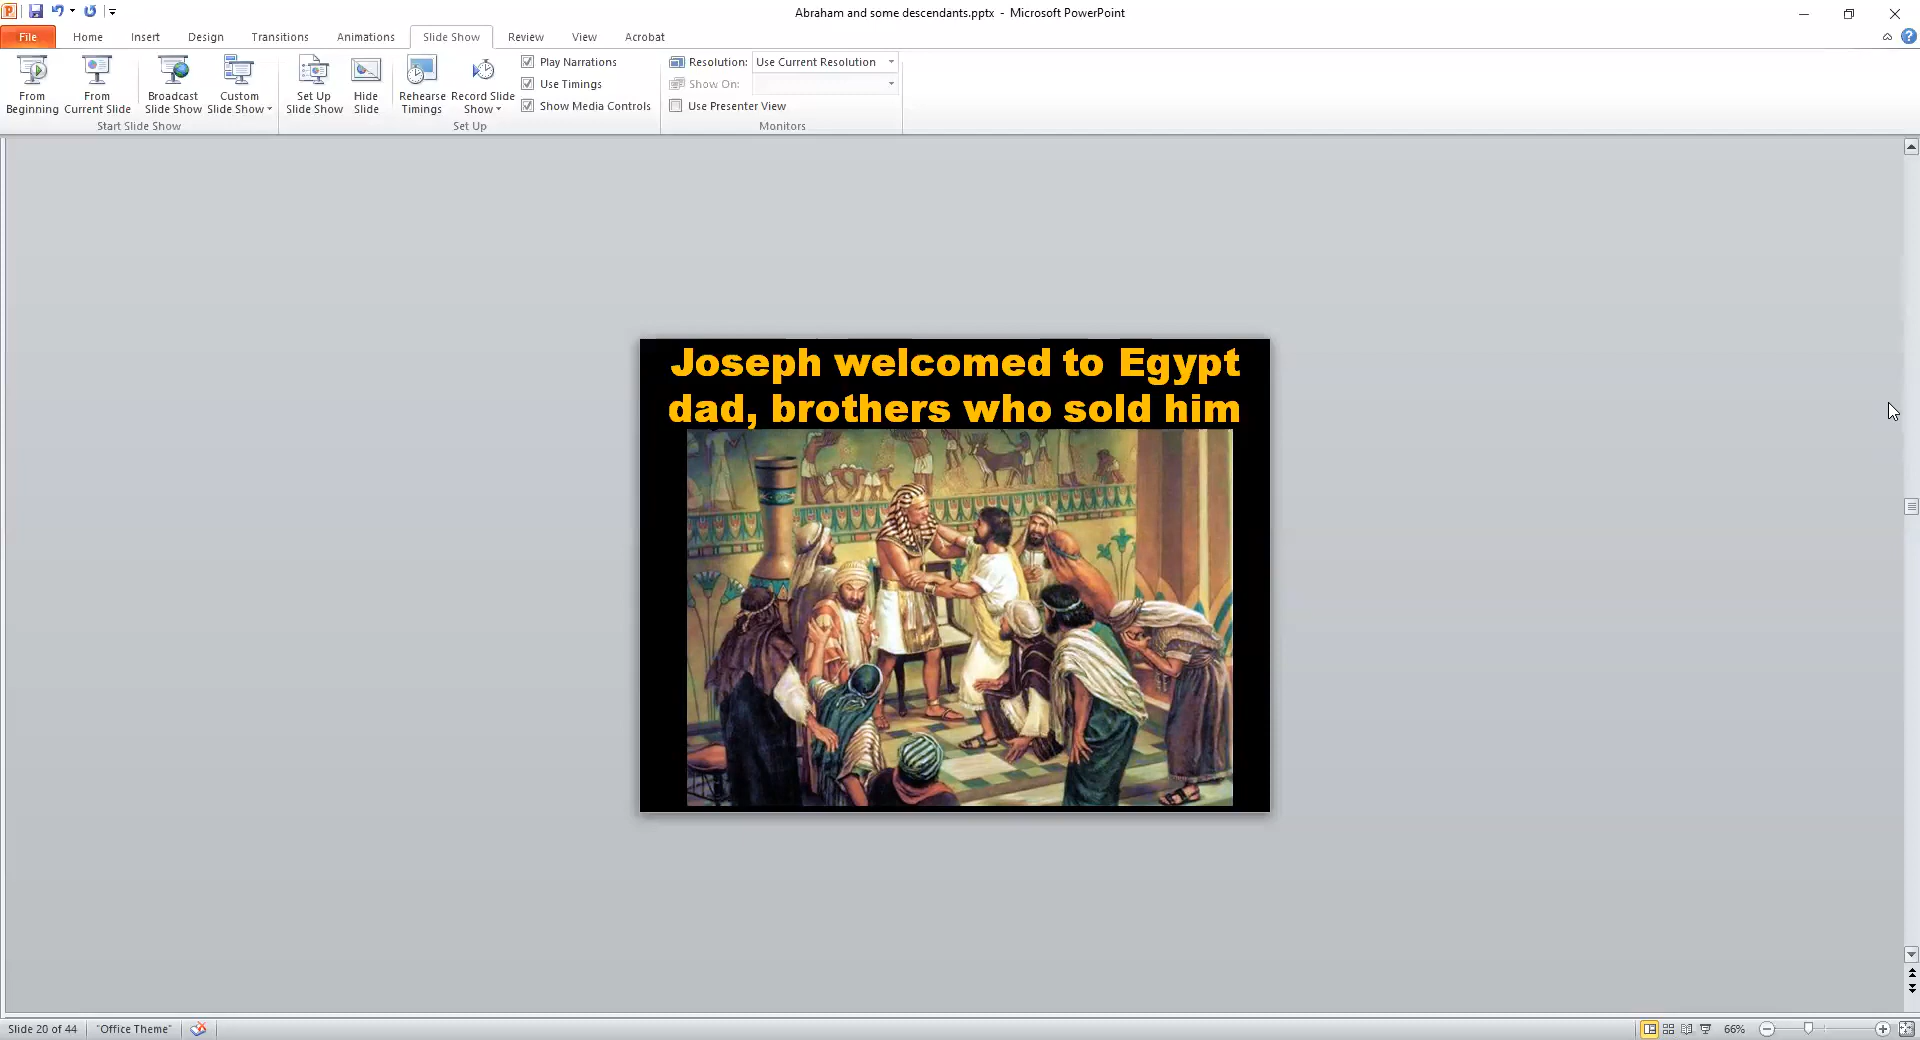 Abraham and some descendants.pptx - Microsoft PowerPoint
File Home Insert Design Transitions Animations Slide Show Review View Acrobat
From Beginning
From Current Slide
Broadcast Slide Show
Custom Slide Show
Start Slide Show
Set Up Slide Show
Hide Slide
Rehearse Timings
Record Slide Show
Play Narrations
Use Timings
Show Media Controls
Set Up
Resolution: Use Current Resolution
Show On:
Use Presenter View
Monitors
Joseph welcomed to Egypt
dad, brothers who sold him
Slide 20 of 44 "Office Theme" 66%